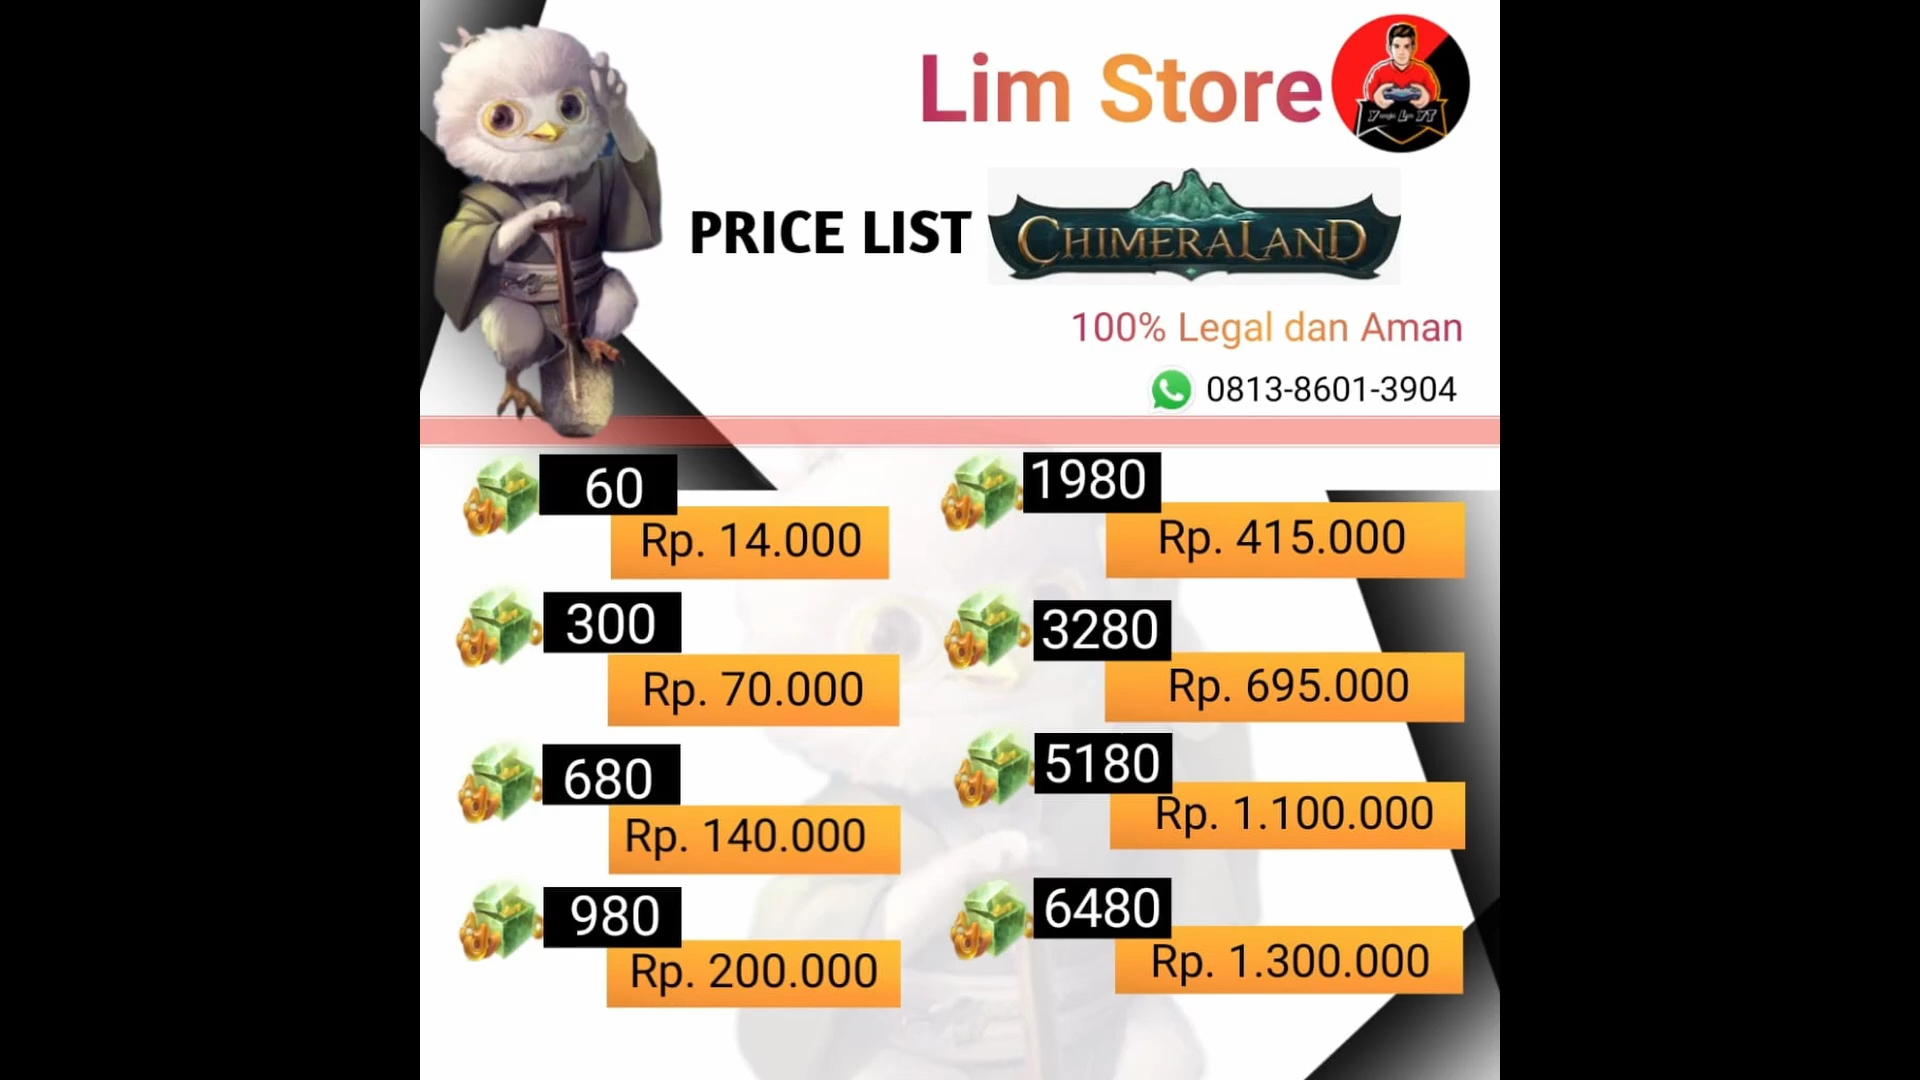 Lim Store
PRICE LIST
CHIMERALAND
100% Legal dan Aman
0813-8601-3904
60
Rp. 14.000
300
Rp. 70.000
680
Rp. 140.000
980
Rp. 200.000
1980
Rp. 415.000
3280
Rp. 695.000
5180
Rp. 1.100.000
6480
Rp. 1.300.000